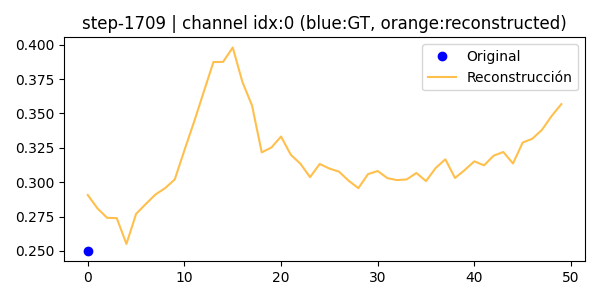 step-1709 | channel idx:0 (blue:GT, orange:reconstructed)
Original
Reconstrucción
0.400
0.375
0.350
0.325
0.300
0.275
0.250
0 10 20 30 40 50